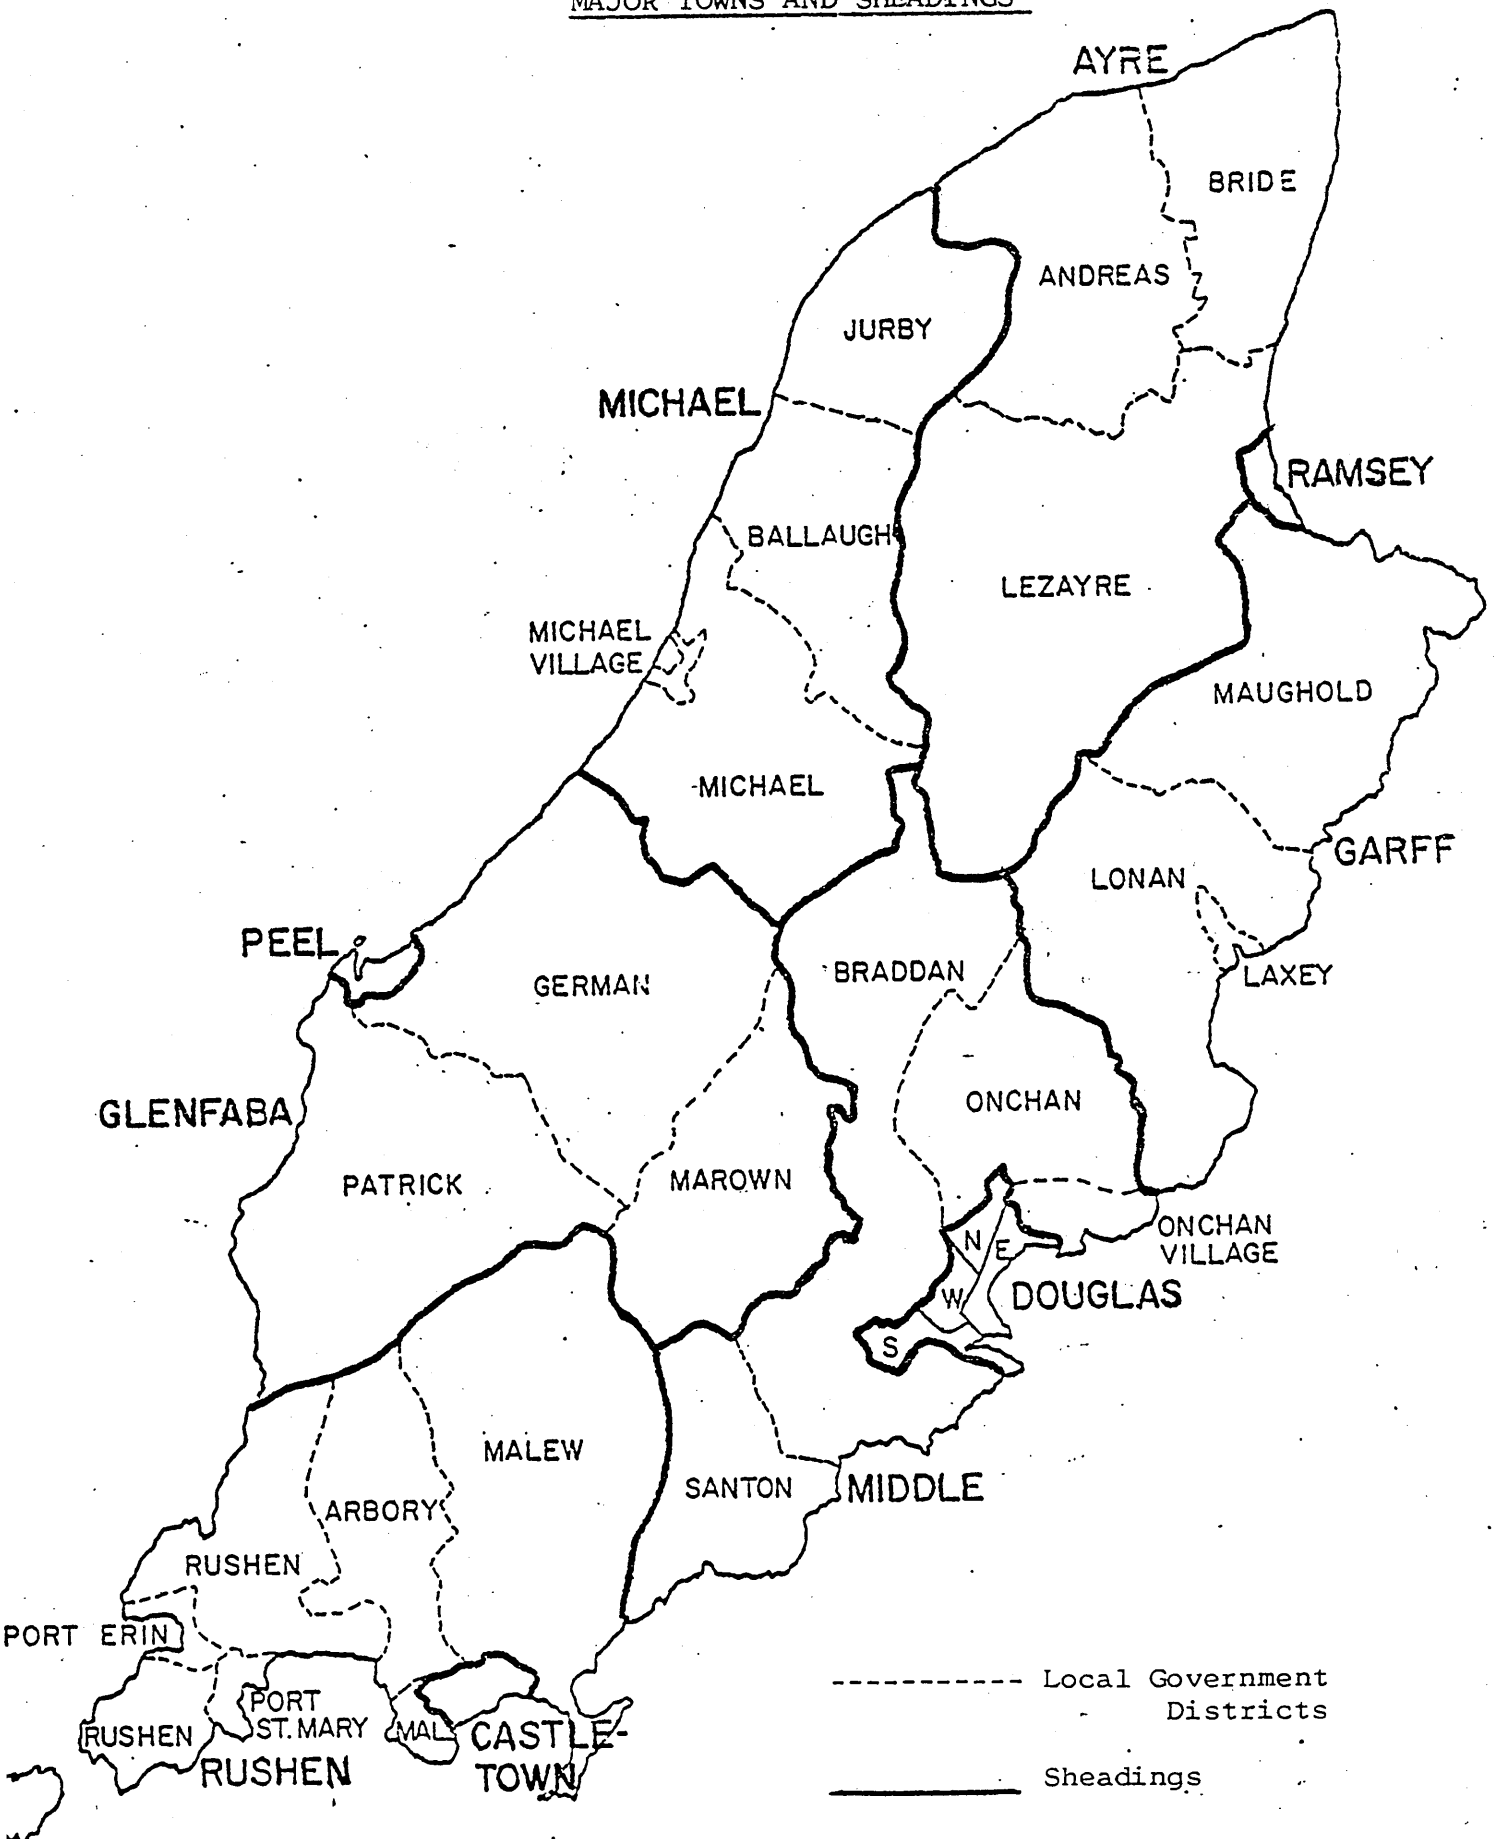 MAJOR TOWNS AND SHEADINGS
AYRE
BRIDE
ANDREAS
JURBY
MICHAEL
RAMSEY
BALLAUGH
LEZAYRE
MICHAEL
VILLAGE
MAUGHOLD
MICHAEL
GARFF
LONAN
PEEL
BRADDAN
LAXEY
GERMAN
ONCHAN
GLENFABA
PATRICK
MAROWN
ONCHAN
VILLAGE
N
E
W
DOUGLAS
S
MALEW
SANTON
MIDDLE
ARBORY
RUSHEN
PORT ERIN
PORT
ST. MARY
RUSHEN
MAL
CASTLE-
TOWN
RUSHEN
Local Government
Districts
Sheadings